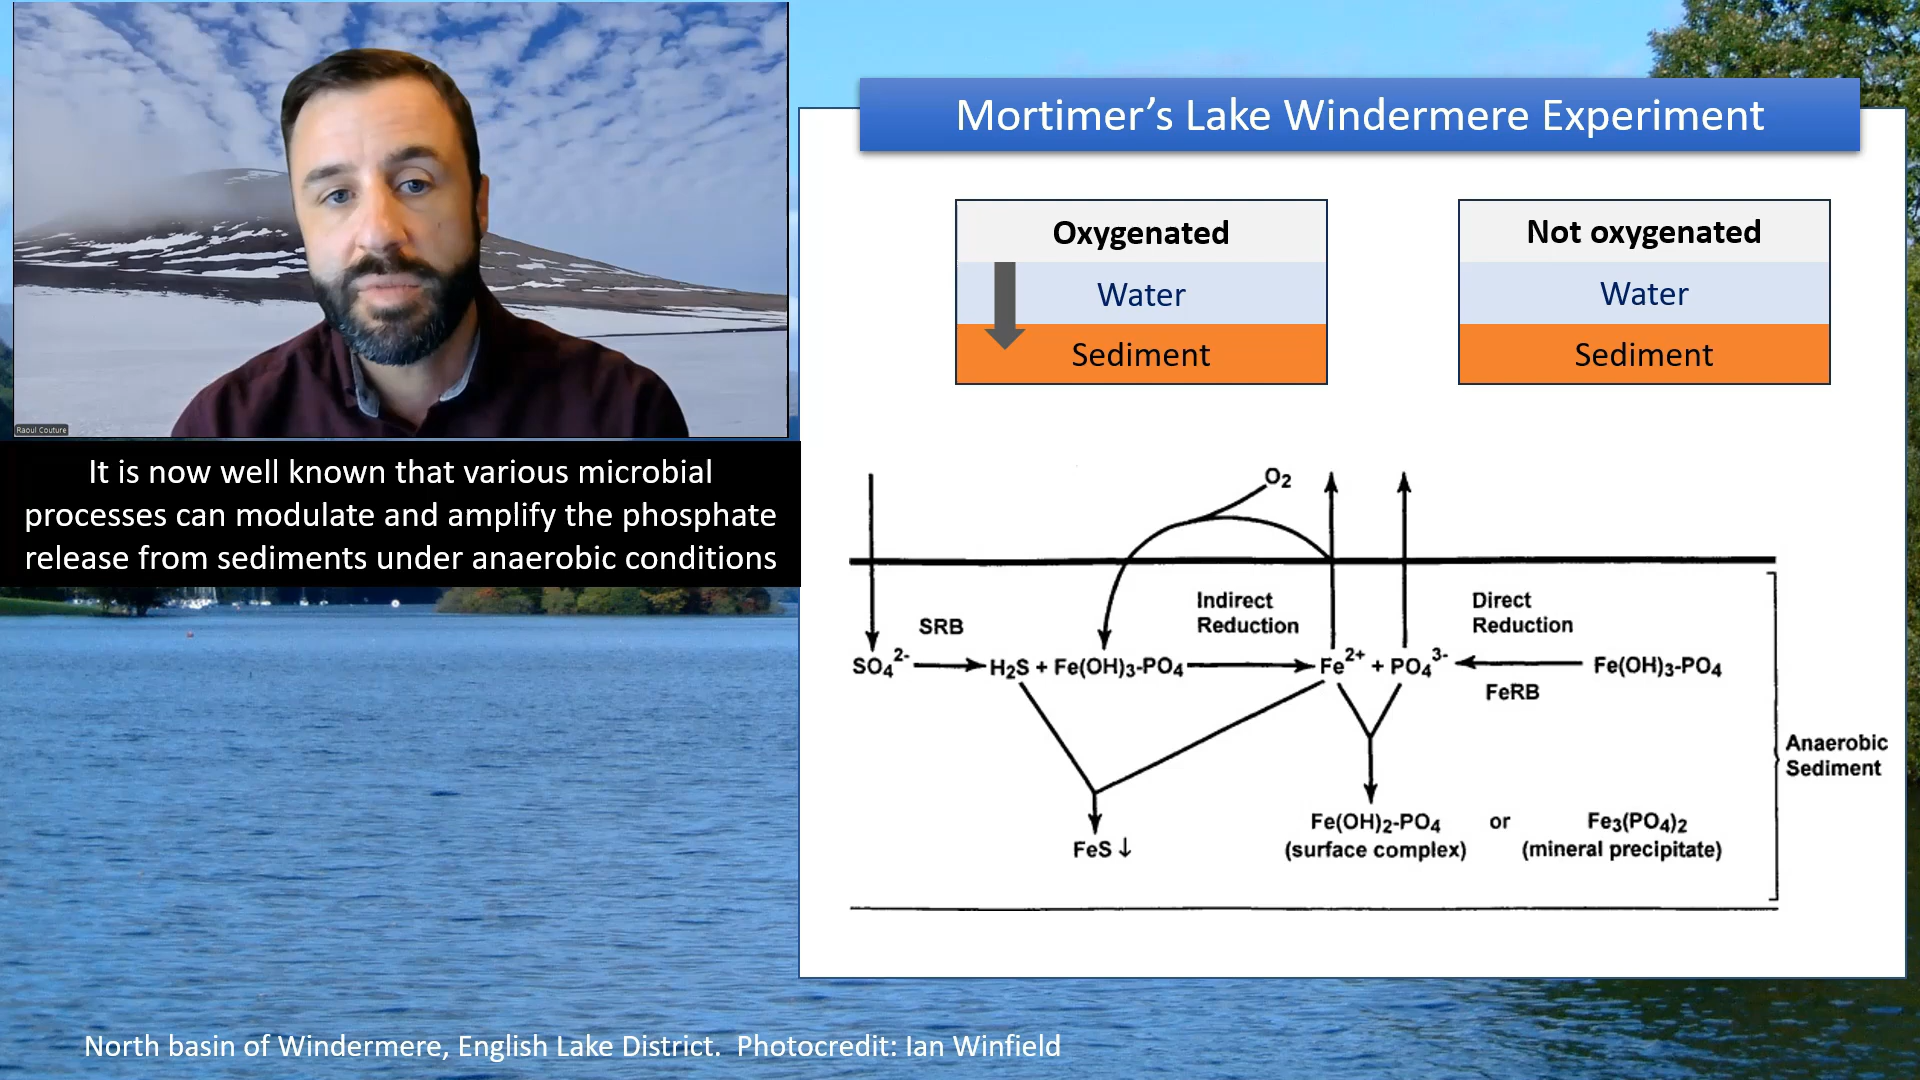 Raoul Couture
It is now well known that various microbial
processes can modulate and amplify the phosphate
release from sediments under anaerobic conditions
Mortimer’s Lake Windermere Experiment
Oxygenated
Water
Sediment
Not oxygenated
Water
Sediment
O2
Indirect
Reduction
Direct
Reduction
SRB
SO4 2- H2S + Fe(OH)3-PO4 Fe2+ + PO4 3- Fe(OH)3-PO4
FeRB
Anaerobic
Sediment
Fe(OH)2-PO4 or Fe3(PO4)2
FeS ↓ (surface complex) (mineral precipitate)
North basin of Windermere, English Lake District. Photocredit: Ian Winfield